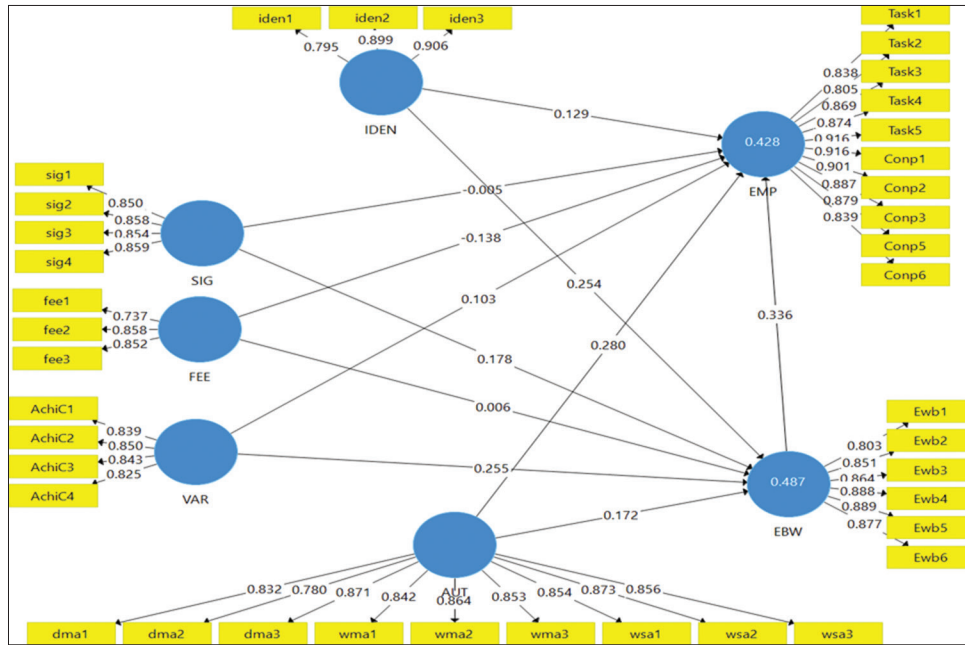 iden1 iden2 iden3
0.795 0.899 0.906
IDEN
sig1
sig2
sig3
sig4
0.850
0.858
0.854
0.859
SIG
fee1
fee2
fee3
0.737
0.858
0.852
FEE
AchiC1
AchiC2
AchiC3
AchiC4
0.839
0.850
0.843
0.825
VAR
0.129
-0.005
-0.138
0.103
0.254
0.280
0.336
0.178
0.006
0.255
0.172
Task1
Task2
Task3
Task4
Task5
Conp1
Conp2
Conp3
Conp5
Conp6
0.838
0.805
0.869
0.874
0.916
0.916
0.901
0.887
0.879
0.839
0.428
EMP
Ewb1
Ewb2
Ewb3
Ewb4
Ewb5
Ewb6
0.803
0.851
0.864
0.888
0.889
0.877
0.487
EBW
AUT
0.832 0.780 0.871 0.842 0.864 0.853 0.854 0.873 0.856
dma1 dma2 dma3 wma1 wma2 wma3 wsa1 wsa2 wsa3